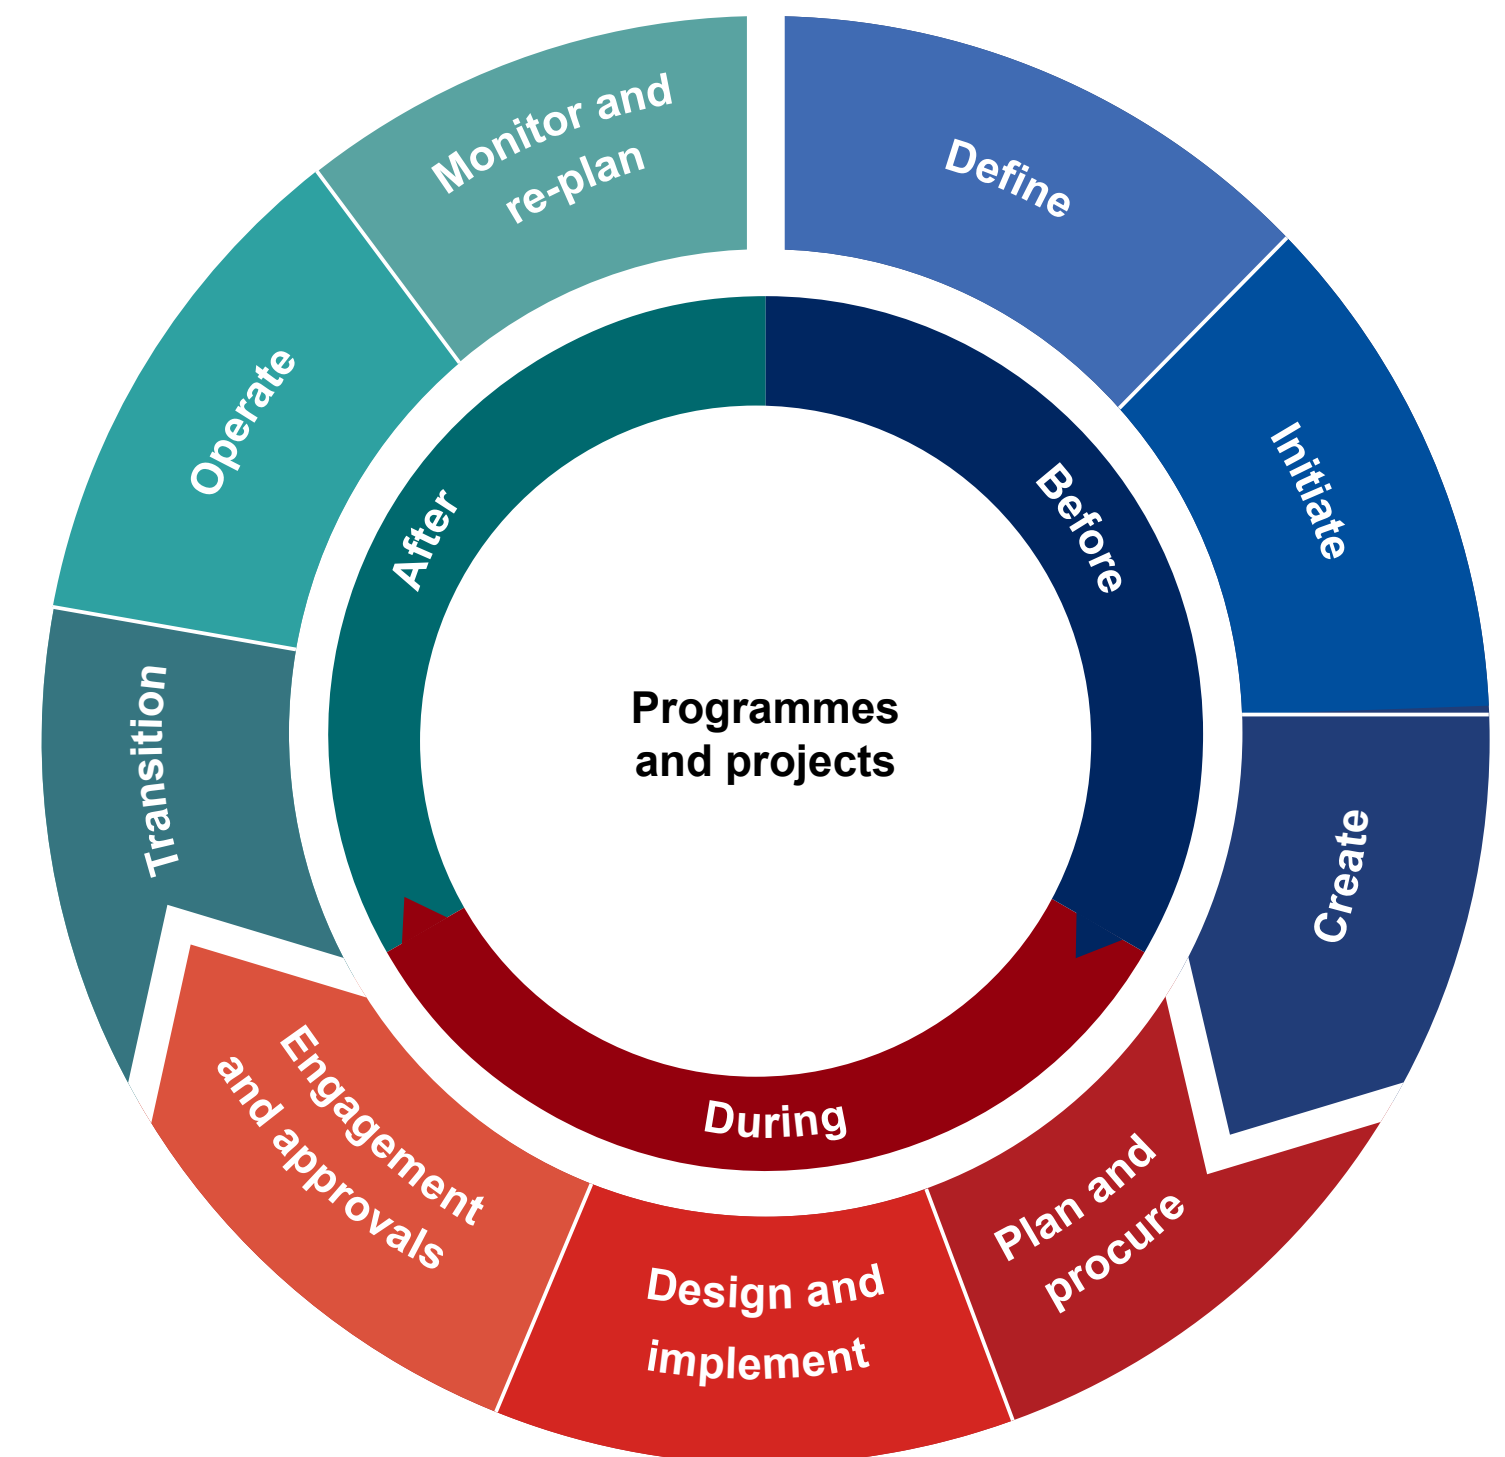 Programmes
and projects
Before
During
After
Define
Initiate
Create
Plan and
procure
Design and
implement
Engagement
and approvals
Transition
Operate
Monitor and
re-plan